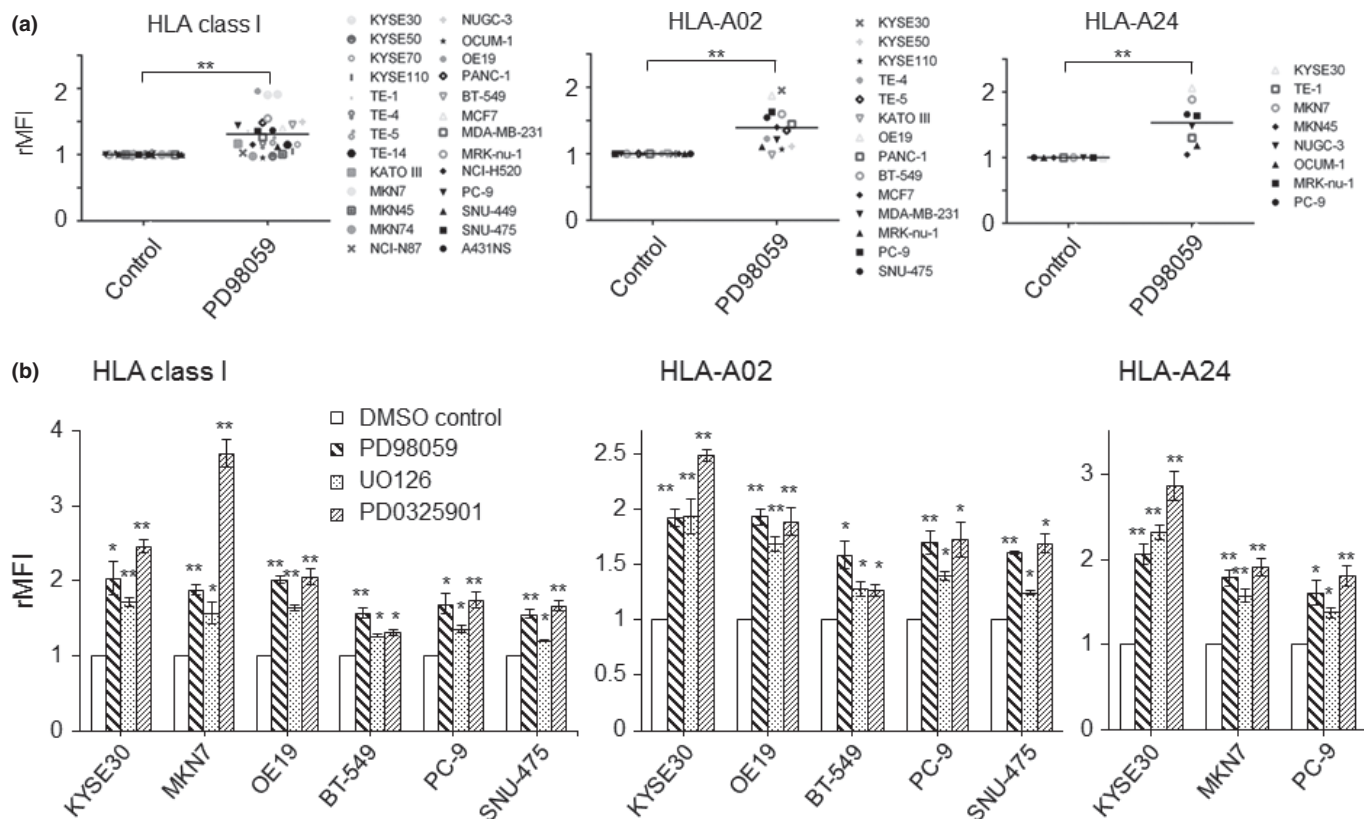 (a)
HLA class I
**
rMFI
2
1
0
Control
PD98059
KYSE30
KYSE50
KYSE70
KYSE110
TE-1
TE-4
TE-5
TE-14
KATO III
MKN7
MKN45
MKN74
NCI-N87
NUGC-3
OCUM-1
OE19
PANC-1
BT-549
MCF7
MDA-MB-231
MRK-nu-1
NCI-H520
PC-9
SNU-449
SNU-475
A431NS
HLA-A02
**
2
1
0
Control
PD98059
KYSE30
KYSE50
KYSE110
TE-4
TE-5
KATO III
OE19
PANC-1
BT-549
MCF7
MDA-MB-231
MRK-nu-1
PC-9
SNU-475
HLA-A24
**
2
1
0
Control
PD98059
KYSE30
TE-1
MKN7
MKN45
NUGC-3
OCUM-1
MRK-nu-1
PC-9
(b)
HLA class I
DMSO control
PD98059
UO126
PD0325901
rMFI
4
3
2
1
0
* ** **
** * **
** ** **
** * *
* * **
** * **
KYSE30
MKN7
OE19
BT-549
PC-9
SNU-475
HLA-A02
2.5
2
1.5
1
0.5
0
** ** **
** ** **
* * *
** * *
** * *
KYSE30
OE19
BT-549
PC-9
SNU-475
HLA-A24
3
2
1
0
** ** **
** ** **
* * **
KYSE30
MKN7
PC-9